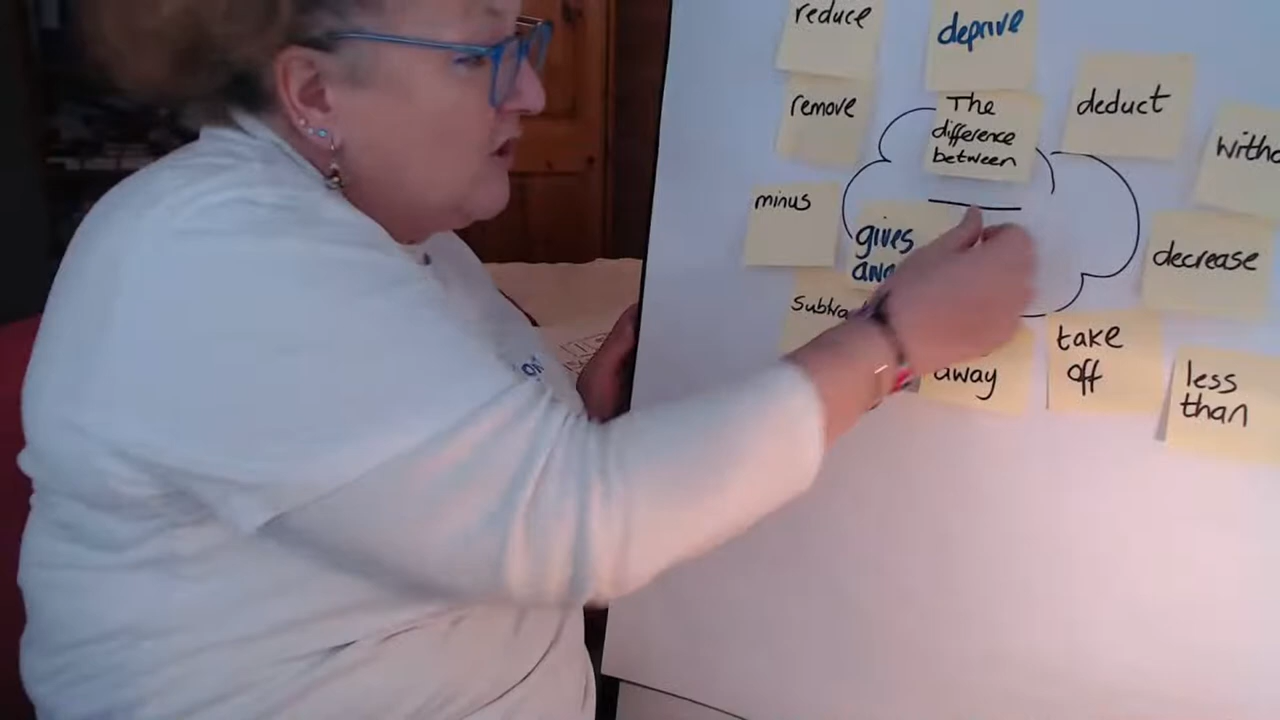 reduce
deprive
remove
The
difference
between
deduct
minus
gives
decrease
away
take
off
less
than